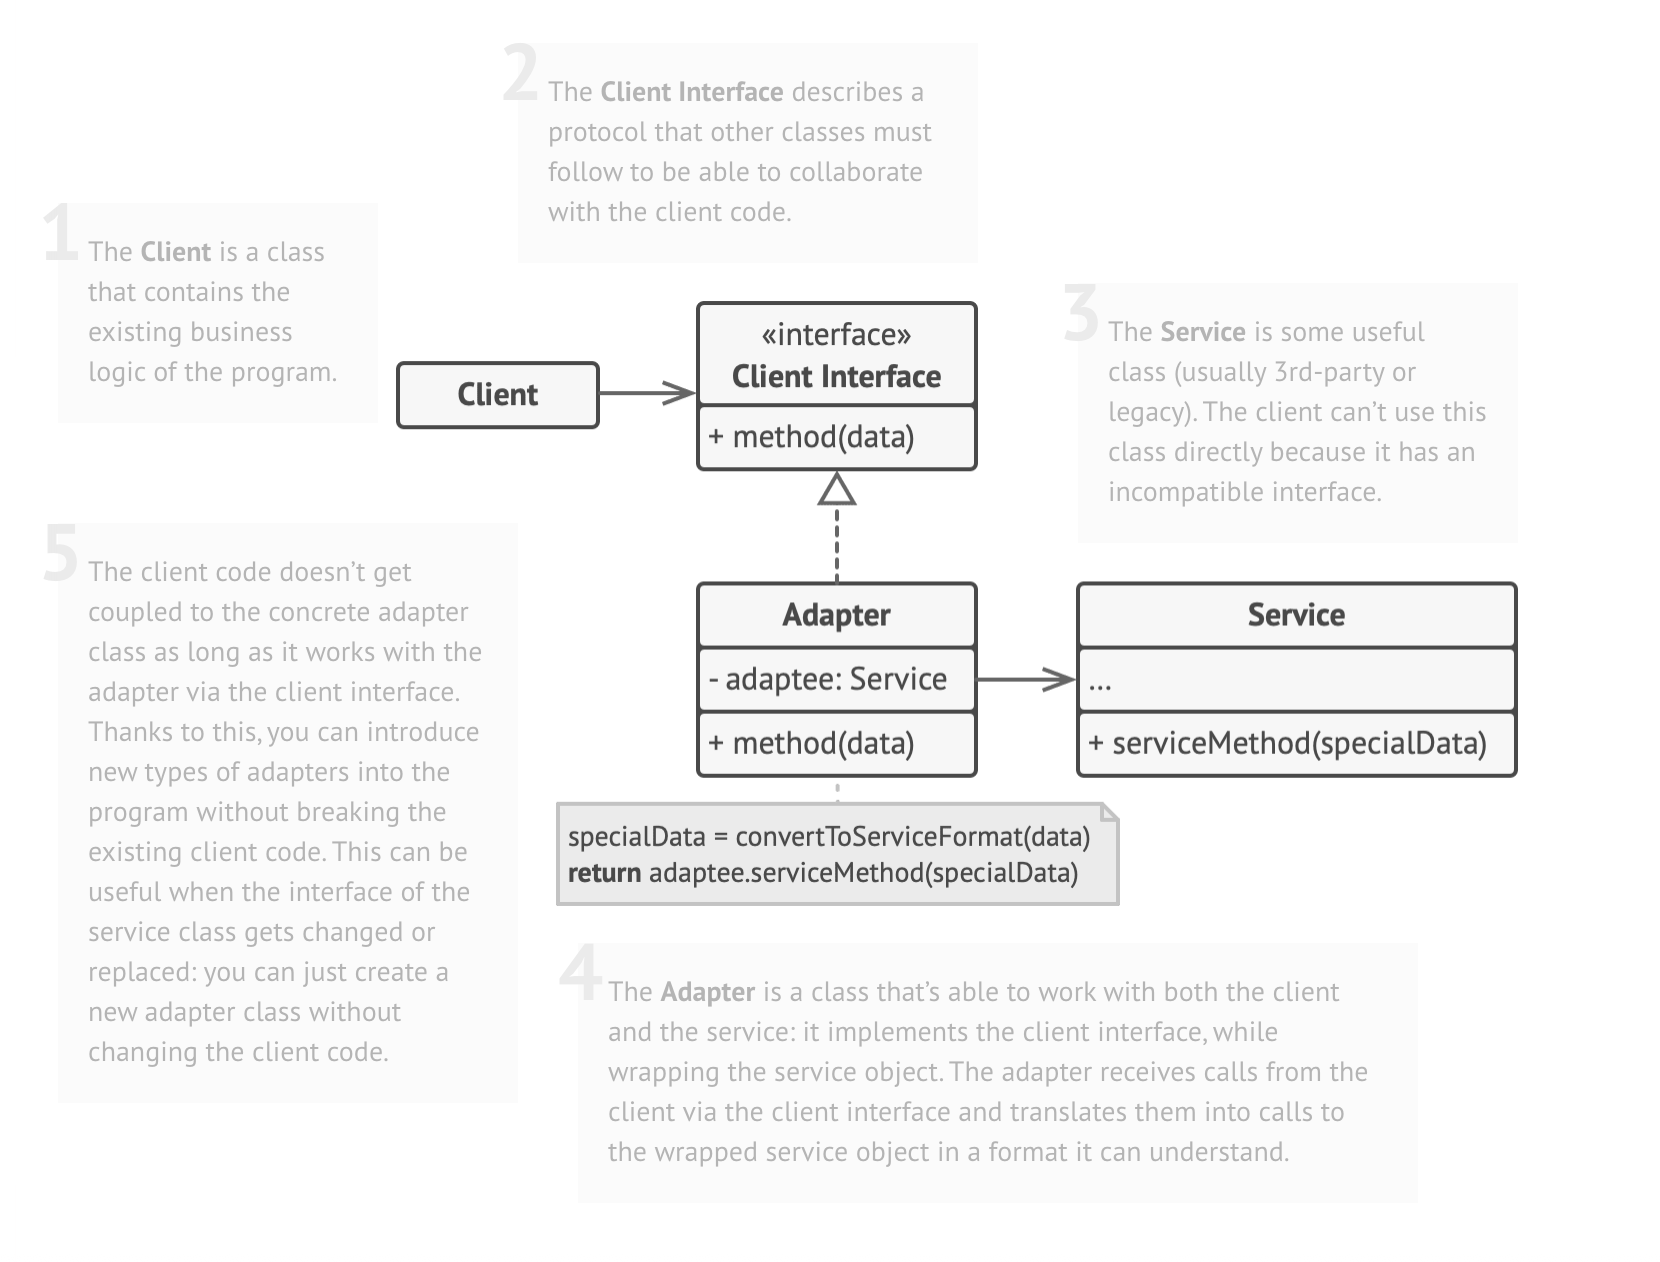 2
The Client Interface describes a
protocol that other classes must
follow to be able to collaborate
with the client code.
1
The Client is a class
that contains the
existing business
logic of the program.
3
The Service is some useful
class (usually 3rd-party or
legacy). The client can’t use this
class directly because it has an
incompatible interface.
«interface»
Client Interface
+ method(data)
Client
5
The client code doesn’t get
coupled to the concrete adapter
class as long as it works with the
adapter via the client interface.
Thanks to this, you can introduce
new types of adapters into the
program without breaking the
existing client code. This can be
useful when the interface of the
service class gets changed or
replaced: you can just create a
new adapter class without
changing the client code.
Adapter
- adaptee: Service
+ method(data)
Service
...
+ serviceMethod(specialData)
specialData = convertToServiceFormat(data)
return adaptee.serviceMethod(specialData)
4
The Adapter is a class that’s able to work with both the client
and the service: it implements the client interface, while
wrapping the service object. The adapter receives calls from the
client via the client interface and translates them into calls to
the wrapped service object in a format it can understand.